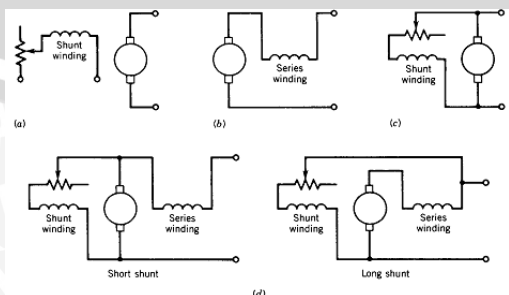 Shunt
winding
(a)
Series
winding
(b)
Shunt
winding
(c)
Shunt
winding
Series
winding
Short shunt
Shunt
winding
Series
winding
Long shunt
(d)